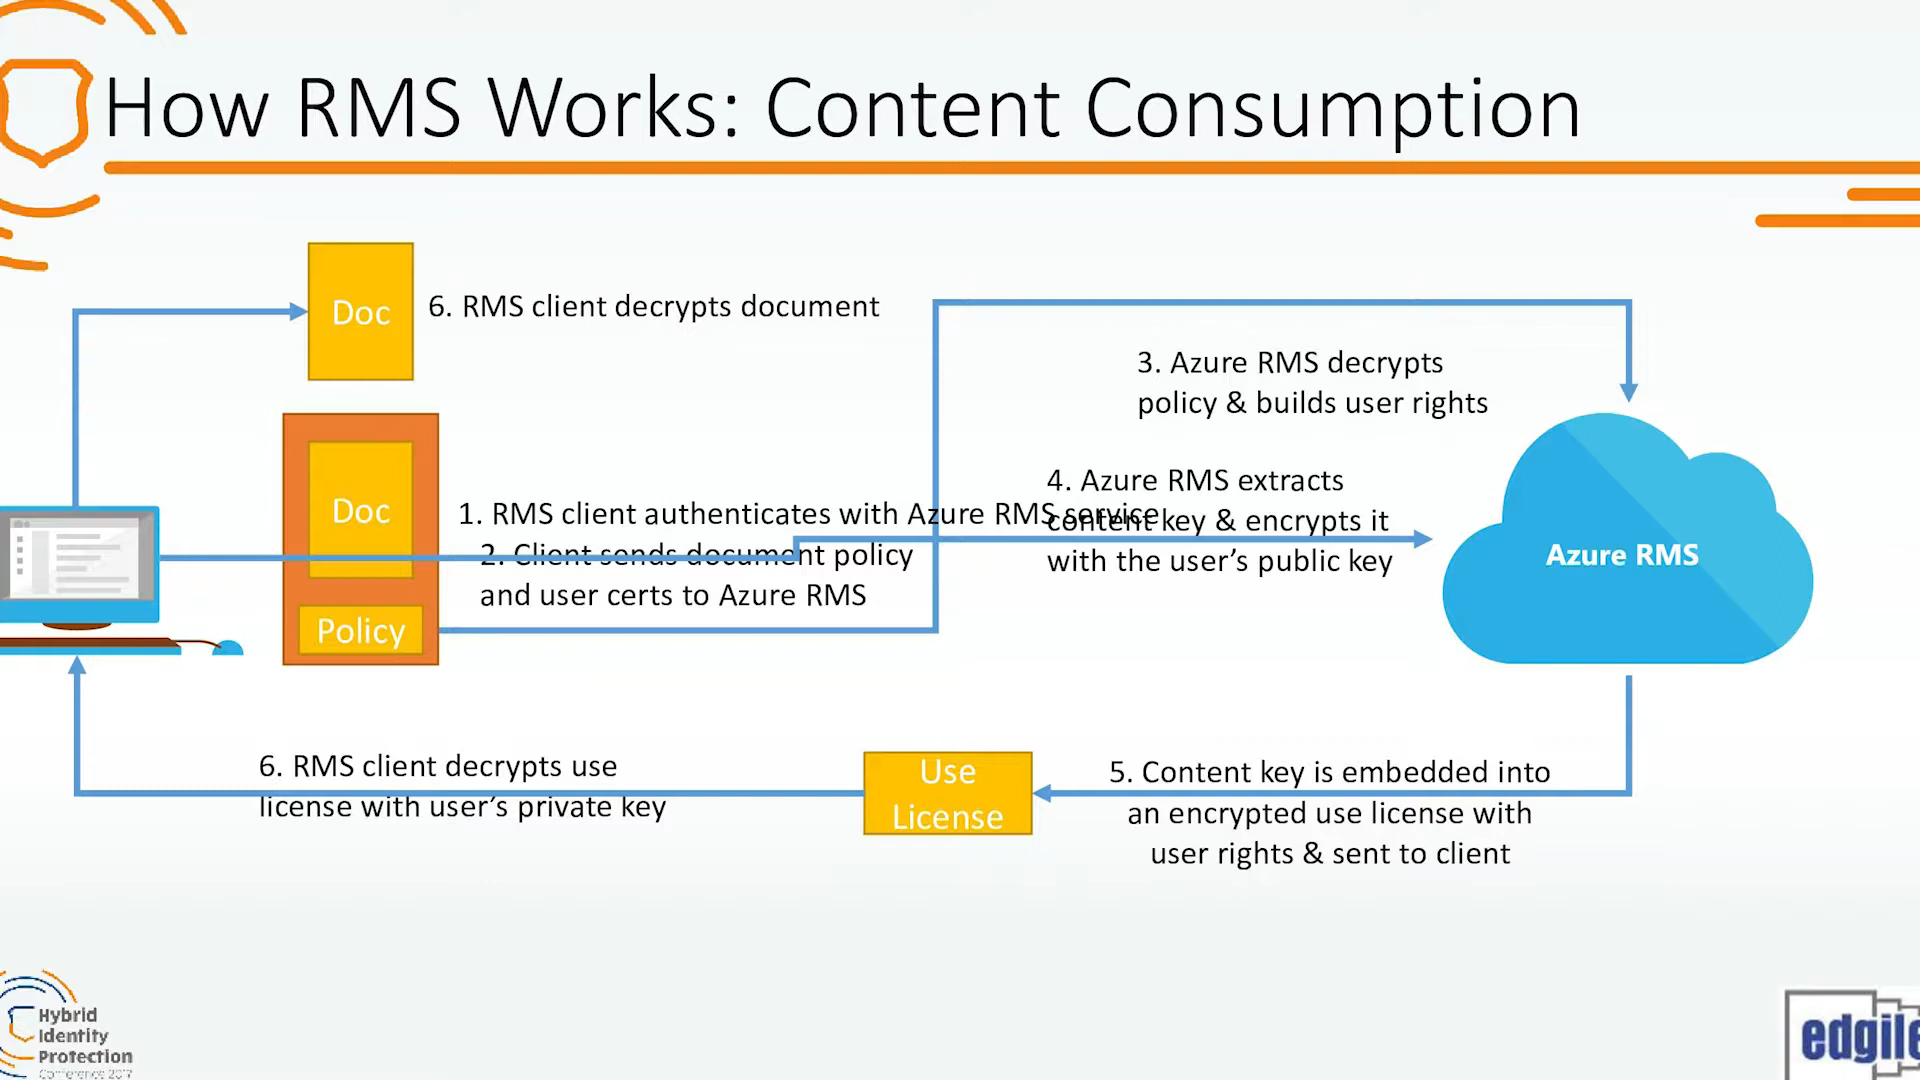 How RMS Works: Content Consumption
Doc
6. RMS client decrypts document
3. Azure RMS decrypts
policy & builds user rights
Doc
Policy
1. RMS client authenticates with Azure RMS service
2. Client sends document policy
and user certs to Azure RMS
4. Azure RMS extracts
content key & encrypts it
with the user’s public key
Azure RMS
6. RMS client decrypts use
license with user’s private key
Use
License
5. Content key is embedded into
an encrypted use license with
user rights & sent to client
Hybrid
Identity
Protection
Conference 2017
edgile